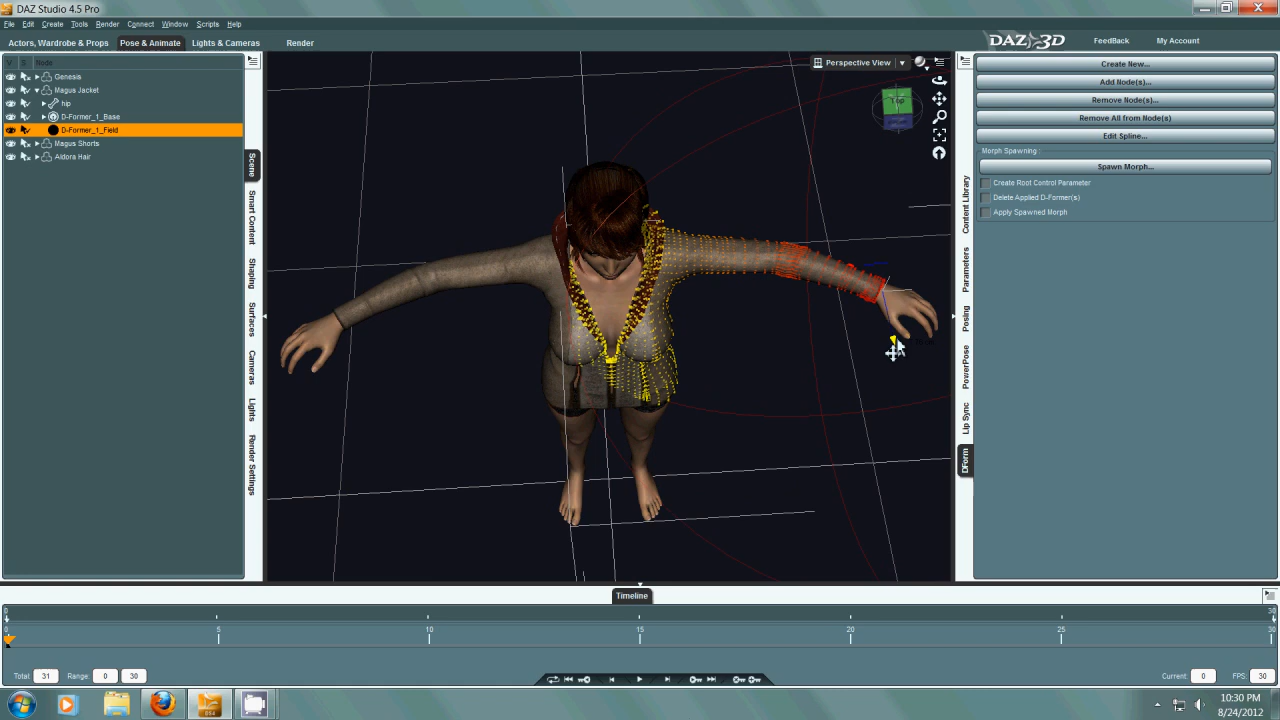 DAZ Studio 4.5 Pro
File Edit Create Tools Render Connect Window Scripts Help
Actors, Wardrobe & Props Pose & Animate Lights & Cameras Render
DAZ 3D FeedBack My Account
V S Node
Genesis
Magus Jacket
hip
D-Former_1_Base
D-Former_1_Field
Magus Shorts
Aldora Hair
Scene
Smart Content
Shaping
Surfaces
Cameras
Lights
Render Settings
Perspective View
Top
Content Library
Parameters
Posing
PowerPose
Lip Sync
DForm
Create New...
Add Node(s)...
Remove Node(s)...
Remove All from Node(s)
Edit Spline...
Morph Spawning :
Spawn Morph...
Create Root Control Parameter
Delete Applied D-Former(s)
Apply Spawned Morph
Timeline
0 30
0 5 10 15 20 25 30
Total: 31 Range: 0 30 Current: 0 FPS: 30
10:30 PM
8/24/2012